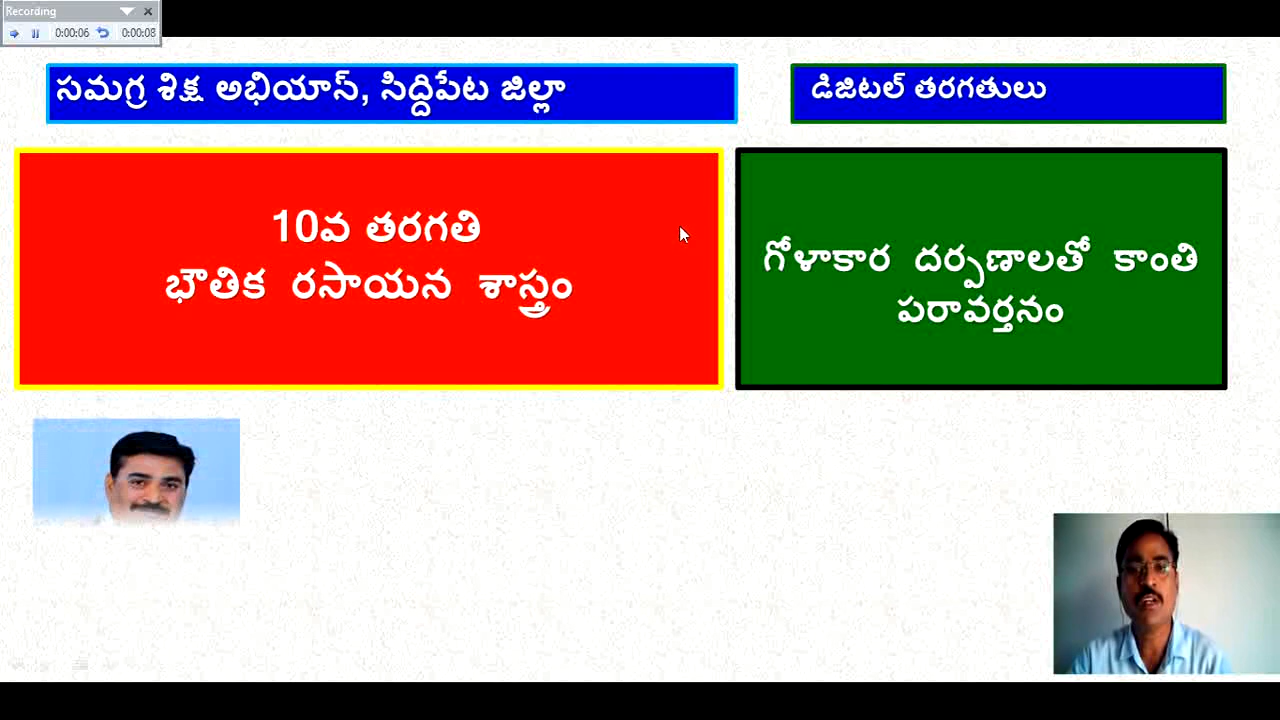 Recording
0:00:06 0:00:08
సమగ్ర శిక్ష అభియాస్, సిద్దిపేట జిల్లా
డిజిటల్ తరగతులు
10వ తరగతి
భౌతిక రసాయన శాస్త్రం
గోళాకార దర్పణాలతో కాంతి
పరావర్తనం